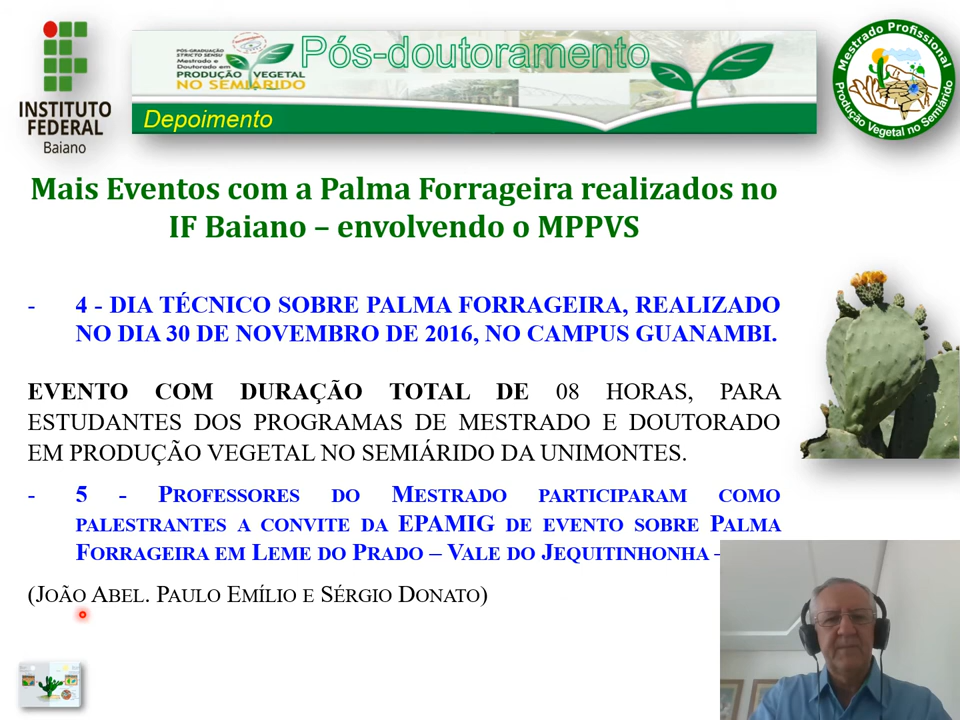 INSTITUTO
FEDERAL
Baiano
PÓS-GRADUAÇÃO
STRICTO SENSU
Mestrado e
Doutorado em
PRODUÇÃO VEGETAL
NO SEMIÁRIDO
Pós-doutoramento
Depoimento
Mestrado Profissional
Produção Vegetal no Semiárido
Mais Eventos com a Palma Forrageira realizados no
IF Baiano – envolvendo o MPPVS
- 4 - DIA TÉCNICO SOBRE PALMA FORRAGEIRA, REALIZADO
NO DIA 30 DE NOVEMBRO DE 2016, NO CAMPUS GUANAMBI.
EVENTO COM DURAÇÃO TOTAL DE 08 HORAS, PARA
ESTUDANTES DOS PROGRAMAS DE MESTRADO E DOUTORADO
EM PRODUÇÃO VEGETAL NO SEMIÁRIDO DA UNIMONTES.
- 5 - PROFESSORES DO MESTRADO PARTICIPARAM COMO
PALESTRANTES A CONVITE DA EPAMIG DE EVENTO SOBRE PALMA
FORRAGEIRA EM LEME DO PRADO – VALE DO JEQUITINHONHA –
(JOÃO ABEL. PAULO EMÍLIO E SÉRGIO DONATO)